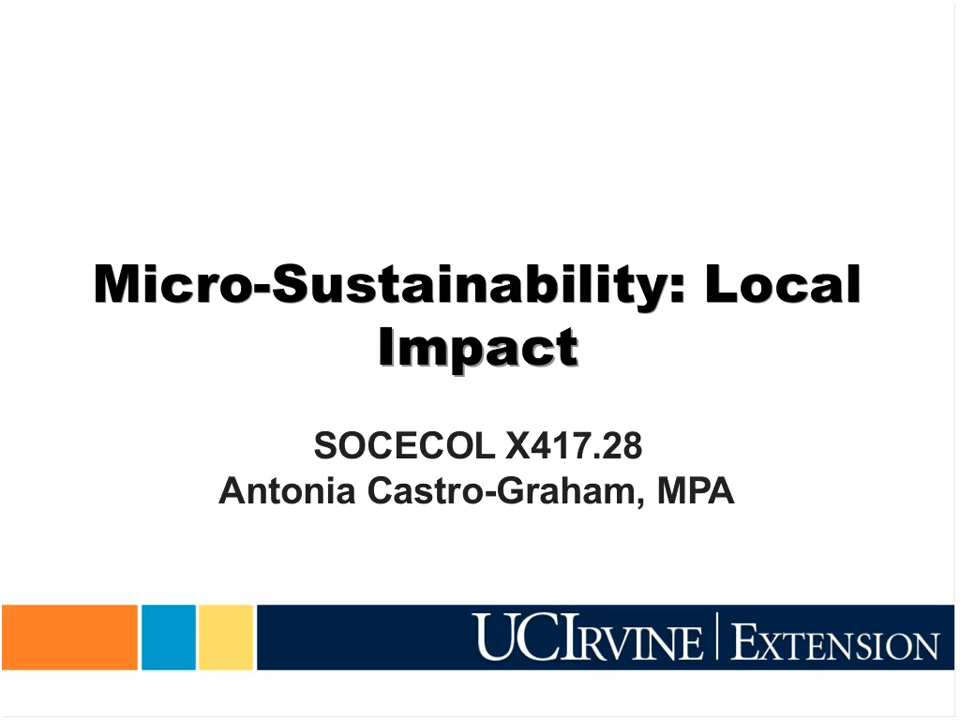 Micro-Sustainability: Local
Impact
SOCECOL X417.28
Antonia Castro-Graham, MPA
UCIRVINE | EXTENSION